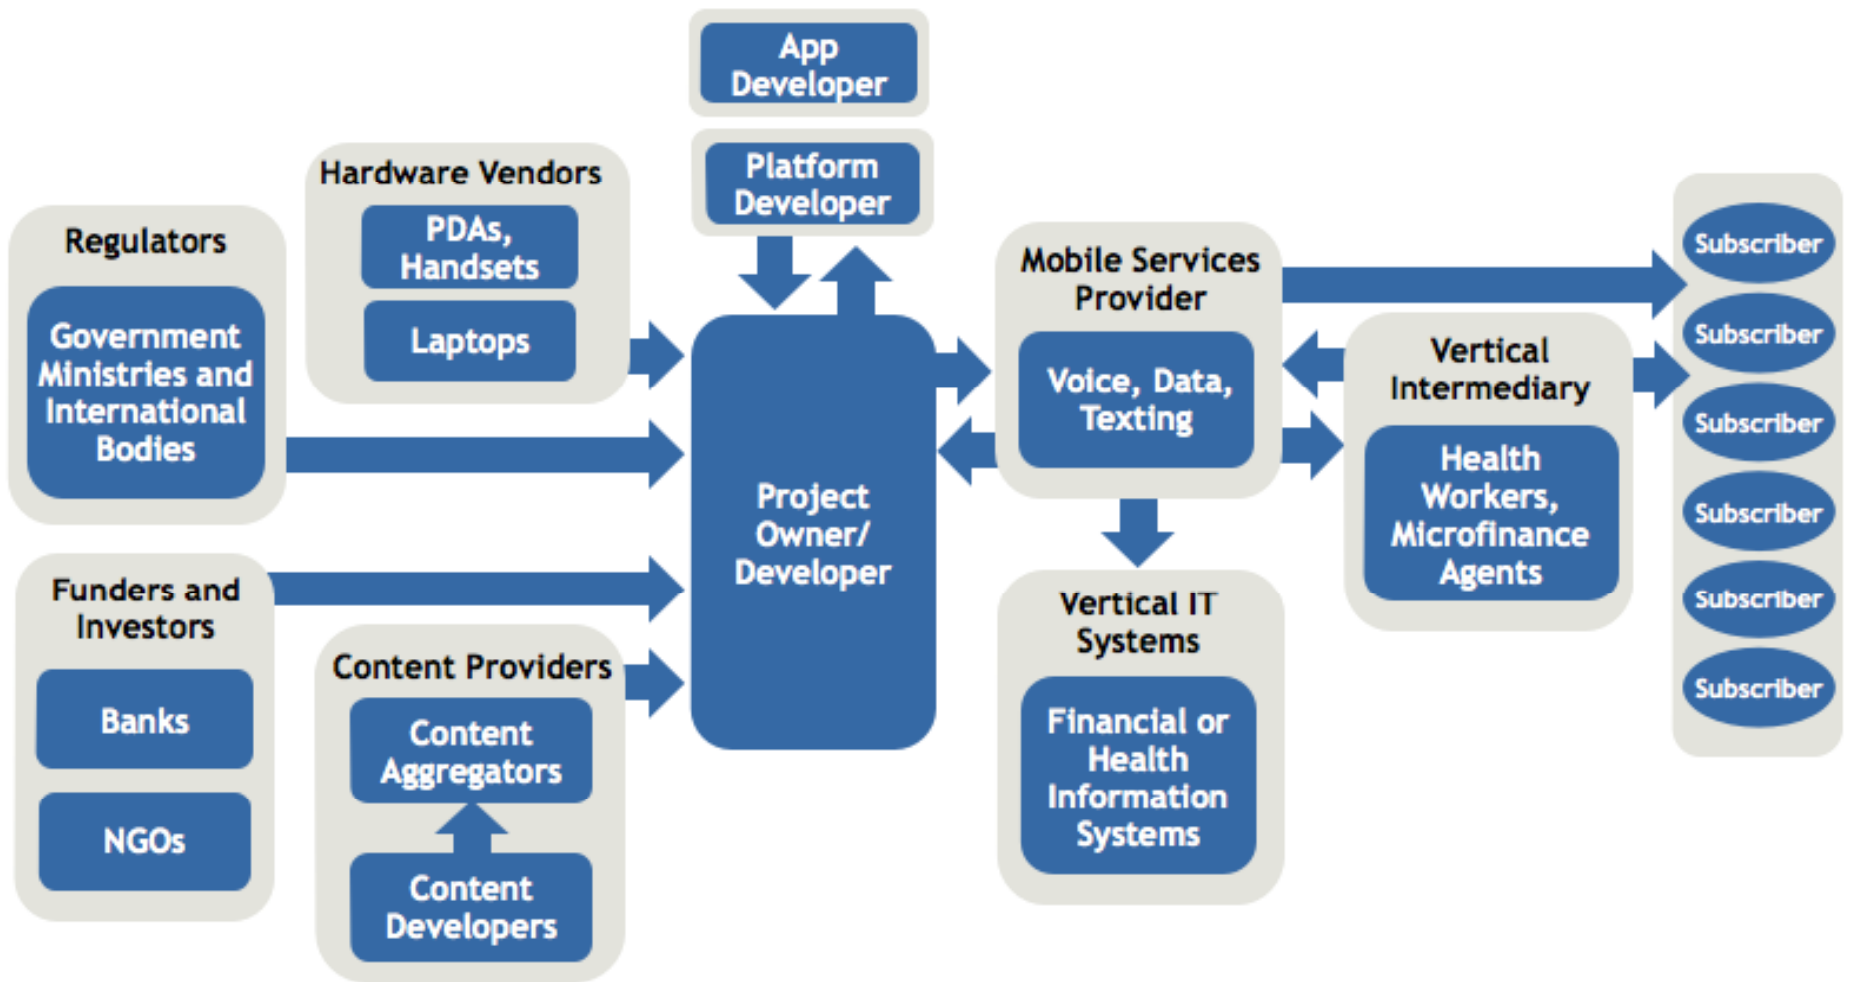 App
Developer
Platform
Developer
Hardware Vendors
PDAs,
Handsets
Laptops
Regulators
Government
Ministries and
International
Bodies
Funders and
Investors
Banks
NGOs
Content Providers
Content
Aggregators
Content
Developers
Project
Owner/
Developer
Mobile Services
Provider
Voice, Data,
Texting
Vertical IT
Systems
Financial or
Health
Information
Systems
Vertical
Intermediary
Health
Workers,
Microfinance
Agents
Subscriber
Subscriber
Subscriber
Subscriber
Subscriber
Subscriber